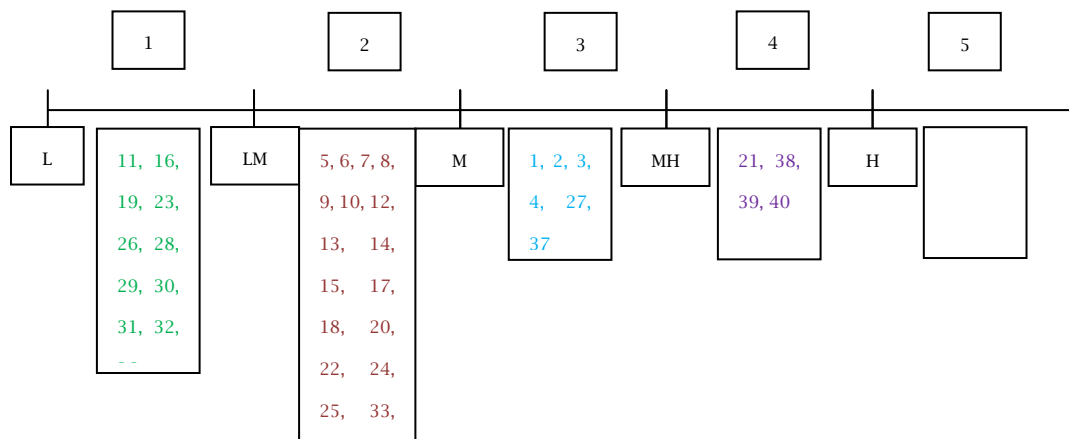 1 2 3 4 5
L
11, 16,
19, 23,
26, 28,
29, 30,
31, 32,
LM
5, 6, 7, 8,
9, 10, 12,
13, 14,
15, 17,
18, 20,
22, 24,
25, 33,
M
1, 2, 3,
4, 27,
37
MH
21, 38,
39, 40
H